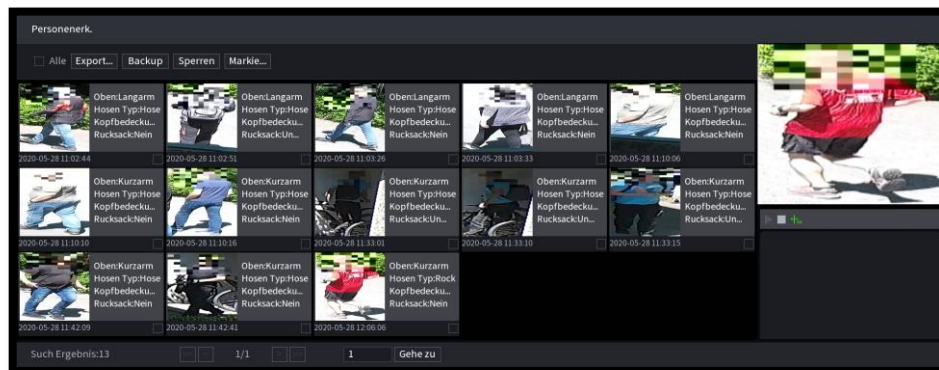 Personenerk.
Alle Export... Backup Sperren Markie...
Oben:Langarm
Hosen Typ:Hose
Kopfbedecku...
Rucksack:Nein
2020-05-28 11:02:44
Oben:Langarm
Hosen Typ:Hose
Kopfbedecku...
Rucksack:Un...
2020-05-28 11:02:51
Oben:Langarm
Hosen Typ:Hose
Kopfbedecku...
Rucksack:Nein
2020-05-28 11:03:26
Oben:Langarm
Hosen Typ:Hose
Kopfbedecku...
Rucksack:Un...
2020-05-28 11:03:33
Oben:Langarm
Hosen Typ:Hose
Kopfbedecku...
Rucksack:Nein
2020-05-28 11:10:06
Oben:Kurzarm
Hosen Typ:Hose
Kopfbedecku...
Rucksack:Nein
2020-05-28 11:10:10
Oben:Kurzarm
Hosen Typ:Hose
Kopfbedecku...
Rucksack:Nein
2020-05-28 11:10:16
Oben:Kurzarm
Hosen Typ:Hose
Kopfbedecku...
Rucksack:Un...
2020-05-28 11:33:01
Oben:Kurzarm
Hosen Typ:Hose
Kopfbedecku...
Rucksack:Un...
2020-05-28 11:33:10
Oben:Kurzarm
Hosen Typ:Hose
Kopfbedecku...
Rucksack:Un...
2020-05-28 11:33:15
Oben:Kurzarm
Hosen Typ:Hose
Kopfbedecku...
Rucksack:Nein
2020-05-28 11:42:09
Oben:Kurzarm
Hosen Typ:Hose
Kopfbedecku...
Rucksack:Nein
2020-05-28 11:42:41
Oben:Kurzarm
Hosen Typ:Rock
Kopfbedecku...
Rucksack:Nein
2020-05-28 12:06:06
Such Ergebnis:13 1/1 1 Gehe zu